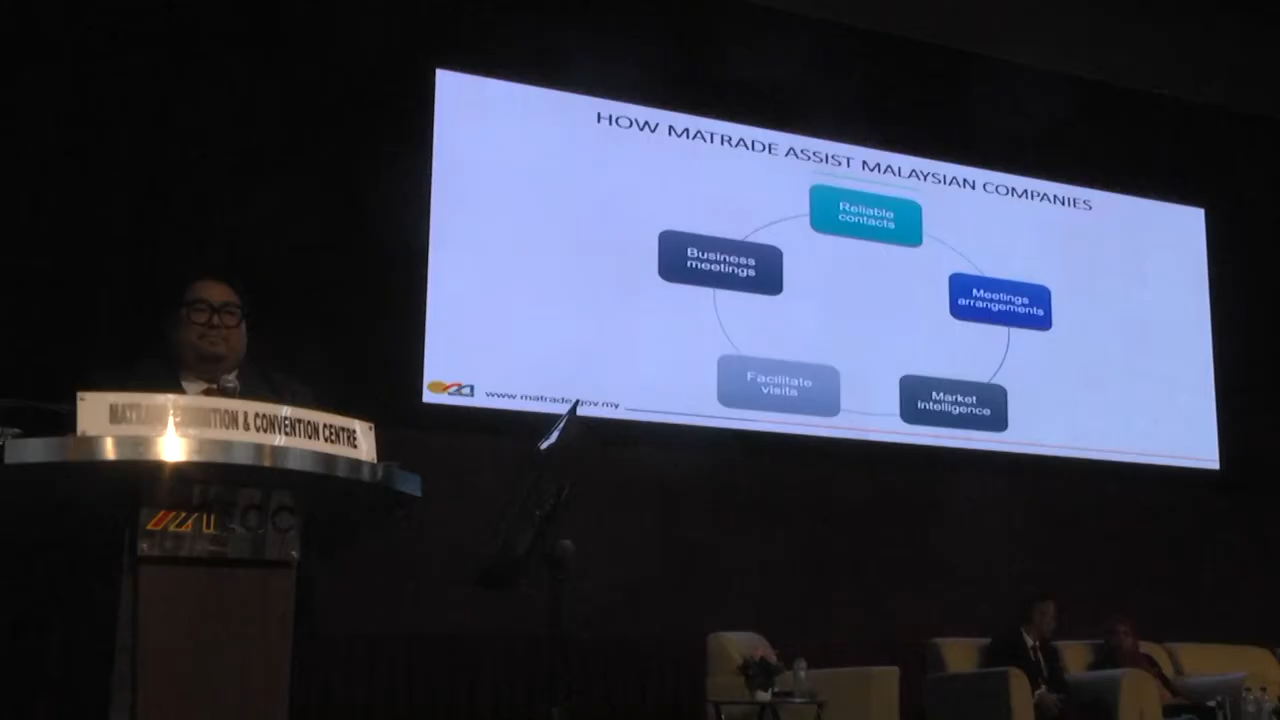 HOW MATRADE ASSIST MALAYSIAN COMPANIES
Reliable
contacts
Business
meetings
Meetings
arrangements
Facilitate
visits
Market
intelligence
www.matrade.gov.my
& CONVENTION CENTRE